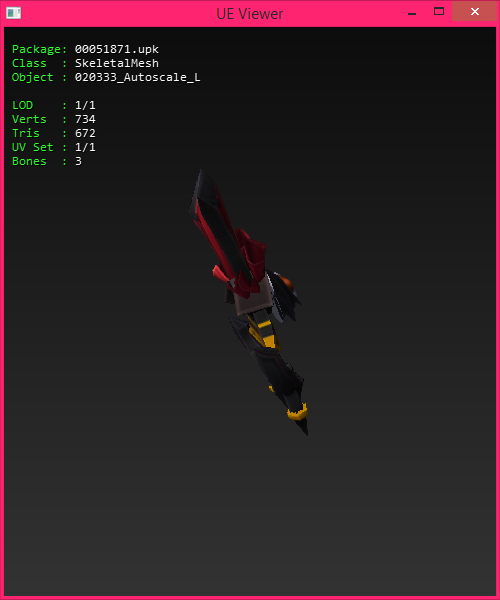 UE Viewer
Package: 00051871.upk
Class : SkeletalMesh
Object : 020333_Autoscale_L
LOD : 1/1
Verts : 734
Tris : 672
UV Set : 1/1
Bones : 3